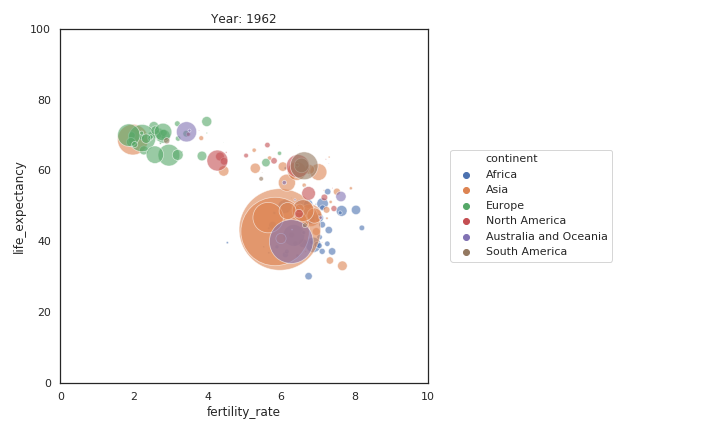 Year: 1962
100
80
60
40
20
0
life_expectancy
0 2 4 6 8 10
fertility_rate
continent
Africa
Asia
Europe
North America
Australia and Oceania
South America